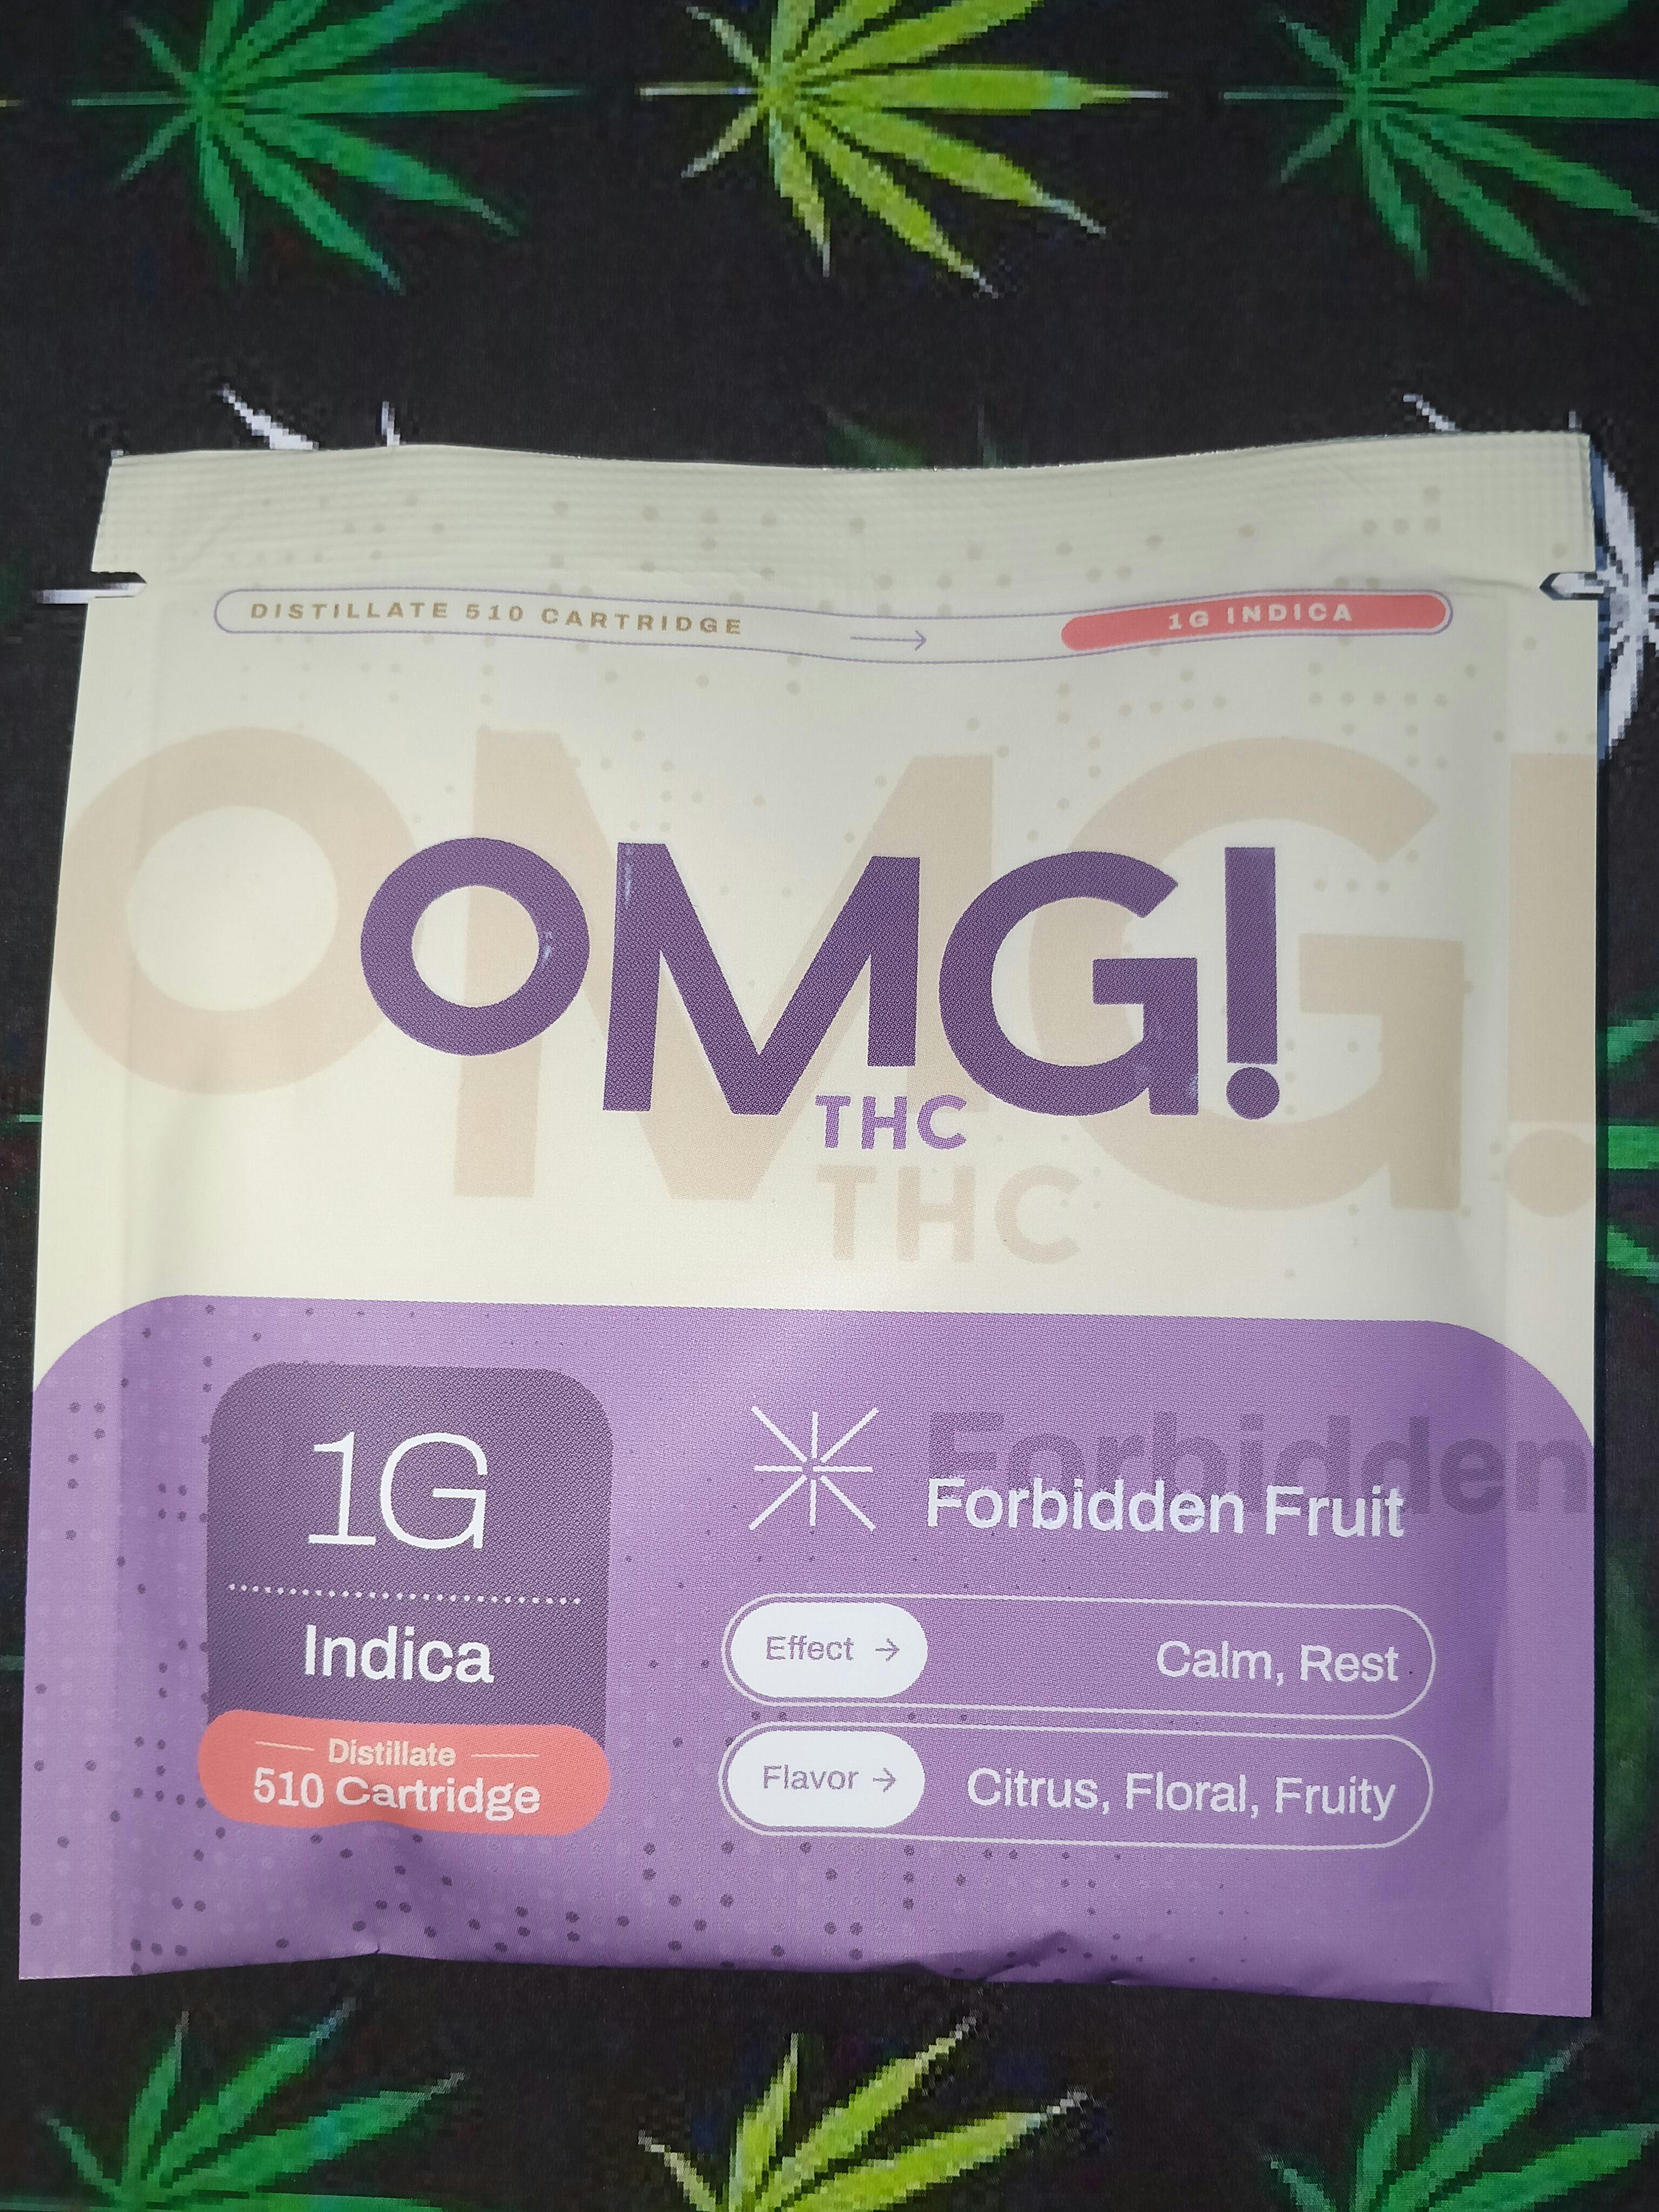 DISTILLATE 510 CARTRIDGE → 1G INDICA
OMG!
THC
OMG!
THC
1G
Indica
Distillate
510 Cartridge
Forbidden
Forbidden Fruit
Effect → Calm, Rest
Flavor → Citrus, Floral, Fruity